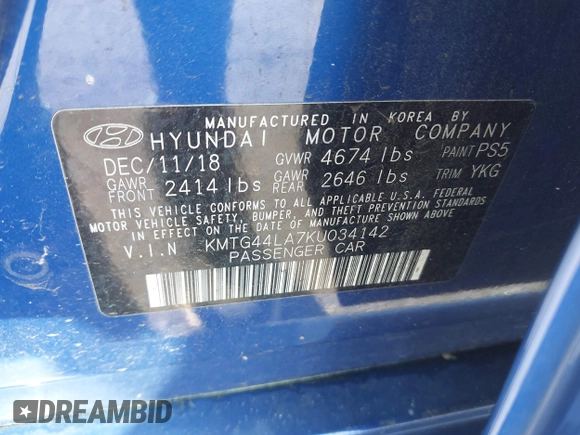 MANUFACTURED IN KOREA BY
HYUNDAI MOTOR COMPANY
DEC/11/18 GVWR 4674 lbs PAINT PS5
GAWR FRONT 2414 lbs GAWR REAR 2646 lbs TRIM YKG
THIS VEHICLE CONFORMS TO ALL APPLICABLE U.S.A. FEDERAL
MOTOR VEHICLE SAFETY, BUMPER, AND THEFT PREVENTION
STANDARDS IN EFFECT ON THE DATE OF MANUFACTURE SHOWN ABOVE.
V.I.N KMTG44LA7KU034142
PASSENGER CAR
DREAMBID